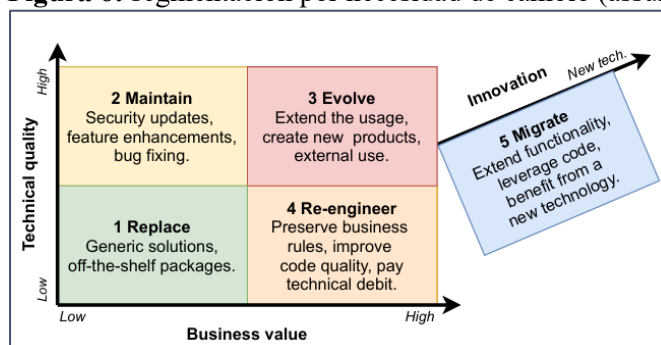 Figura 6. Segmentación por necesidad de cambio
High
Technical quality
Low
2 Maintain
Security updates,
feature enhancements,
bug fixing.
3 Evolve
Extend the usage,
create new products,
external use.
1 Replace
Generic solutions,
off-the-shelf packages.
4 Re-engineer
Preserve business
rules, improve
code quality, pay
technical debit.
Innovation
New tech.
5 Migrate
Extend functionality,
leverage code,
benefit from a
new technology.
Low
High
Business value